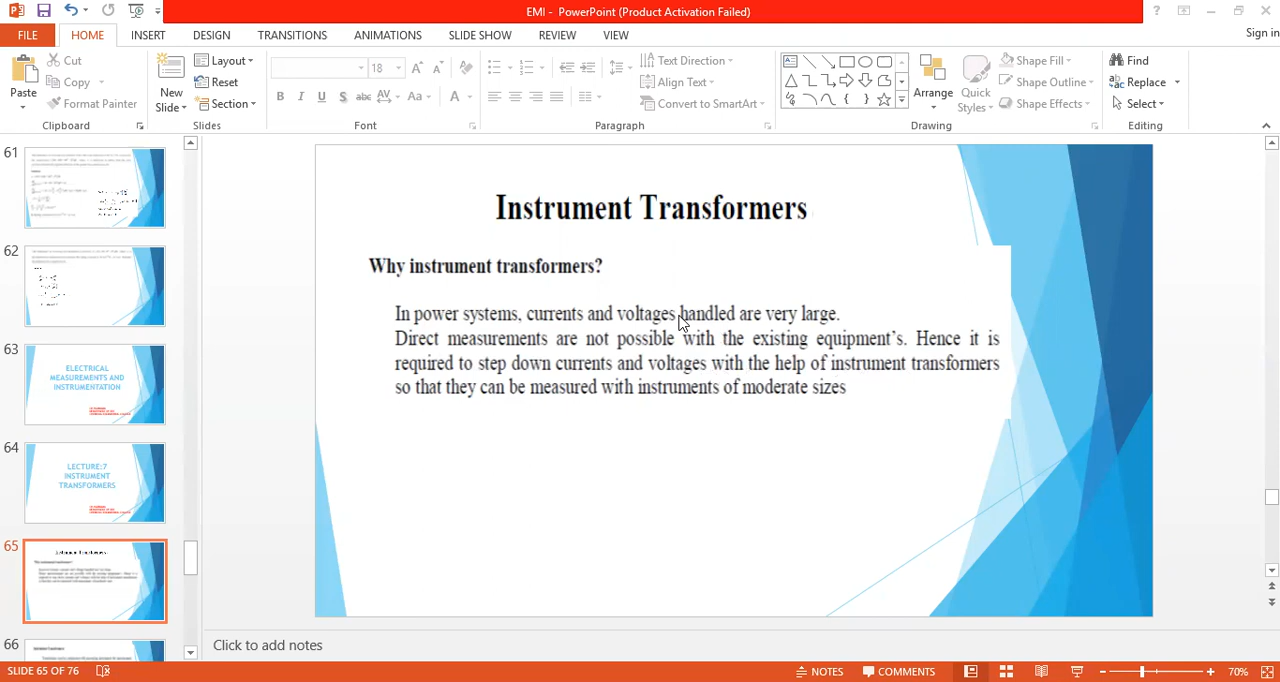 EMI - PowerPoint (Product Activation Failed)
FILE HOME INSERT DESIGN TRANSITIONS ANIMATIONS SLIDE SHOW REVIEW VIEW Sign in
Paste
Cut
Copy
Format Painter
Clipboard
New Slide
Layout
Reset
Section
Slides
18
B I U S abc AV Aa A
Font
Text Direction
Align Text
Convert to SmartArt
Paragraph
Arrange
Quick Styles
Shape Fill
Shape Outline
Shape Effects
Drawing
Find
Replace
Select
Editing
61
62
63
ELECTRICAL
MEASUREMENTS AND
INSTRUMENTATION
64
LECTURE:7
INSTRUMENT
TRANSFORMERS
65
Instrument Transformers
66
Instrument Transformers
Why instrument transformers?
In power systems, currents and voltages handled are very large.
Direct measurements are not possible with the existing equipment's. Hence it is
required to step down currents and voltages with the help of instrument transformers
so that they can be measured with instruments of moderate sizes
Click to add notes
SLIDE 65 OF 76 NOTES COMMENTS 70%